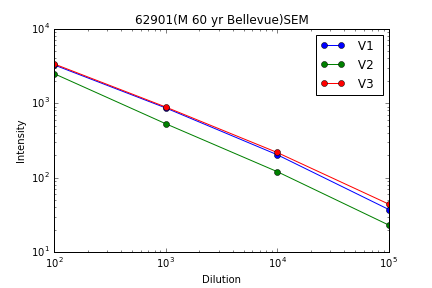 62901(M 60 yr Bellevue)SEM
10^4
10^3
10^2
10^1
Intensity
V1
V2
V3
10^2 10^3 10^4 10^5
Dilution